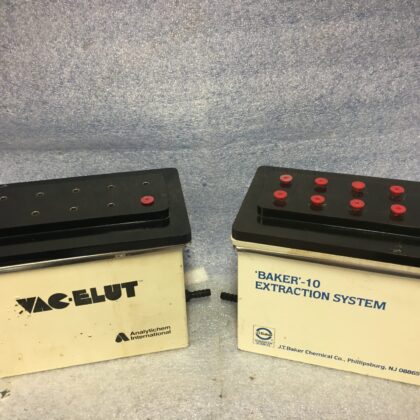 VAC·ELUT
Analytichem
International
'BAKER'-10
EXTRACTION SYSTEM
J.T. Baker Chemical Co., Phillipsburg, NJ 08865